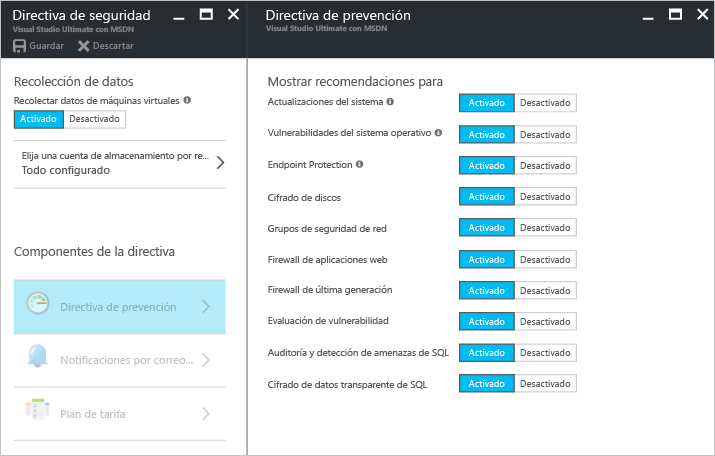 Directiva de seguridad
Visual Studio Ultimate con MSDN
Guardar Descartar
Recolección de datos
Recolectar datos de máquinas virtuales
Activado Desactivado
Elija una cuenta de almacenamiento por re...
Todo configurado
Componentes de la directiva
Directiva de prevención
Notificaciones por correo...
Plan de tarifa
Directiva de prevención
Visual Studio Ultimate con MSDN
Mostrar recomendaciones para
Actualizaciones del sistema Activado Desactivado
Vulnerabilidades del sistema operativo Activado Desactivado
Endpoint Protection Activado Desactivado
Cifrado de discos Activado Desactivado
Grupos de seguridad de red Activado Desactivado
Firewall de aplicaciones web Activado Desactivado
Firewall de última generación Activado Desactivado
Evaluación de vulnerabilidad Activado Desactivado
Auditoría y detección de amenazas de SQL Activado Desactivado
Cifrado de datos transparente de SQL Activado Desactivado